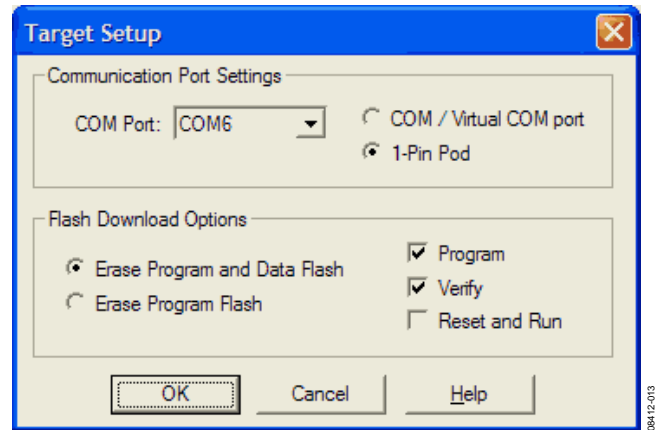 Target Setup
Communication Port Settings
COM Port: COM6
COM / Virtual COM port
1-Pin Pod
Flash Download Options
Erase Program and Data Flash
Erase Program Flash
Program
Verify
Reset and Run
OK Cancel Help
08412-013